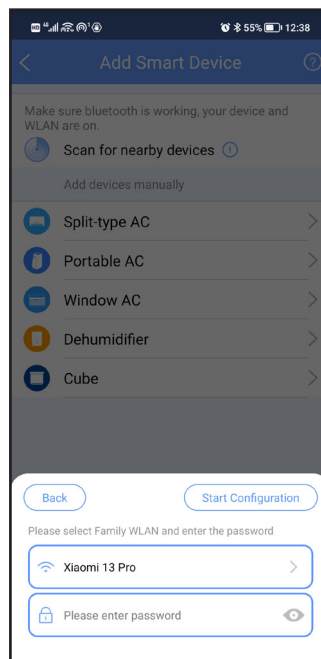 HD 4G 55% 12:38
Add Smart Device
Make sure bluetooth is working, your device and
WLAN are on.
Scan for nearby devices
Add devices manually
Split-type AC
Portable AC
Window AC
Dehumidifier
Cube
Back
Start Configuration
Please select Family WLAN and enter the password
Xiaomi 13 Pro
Please enter password